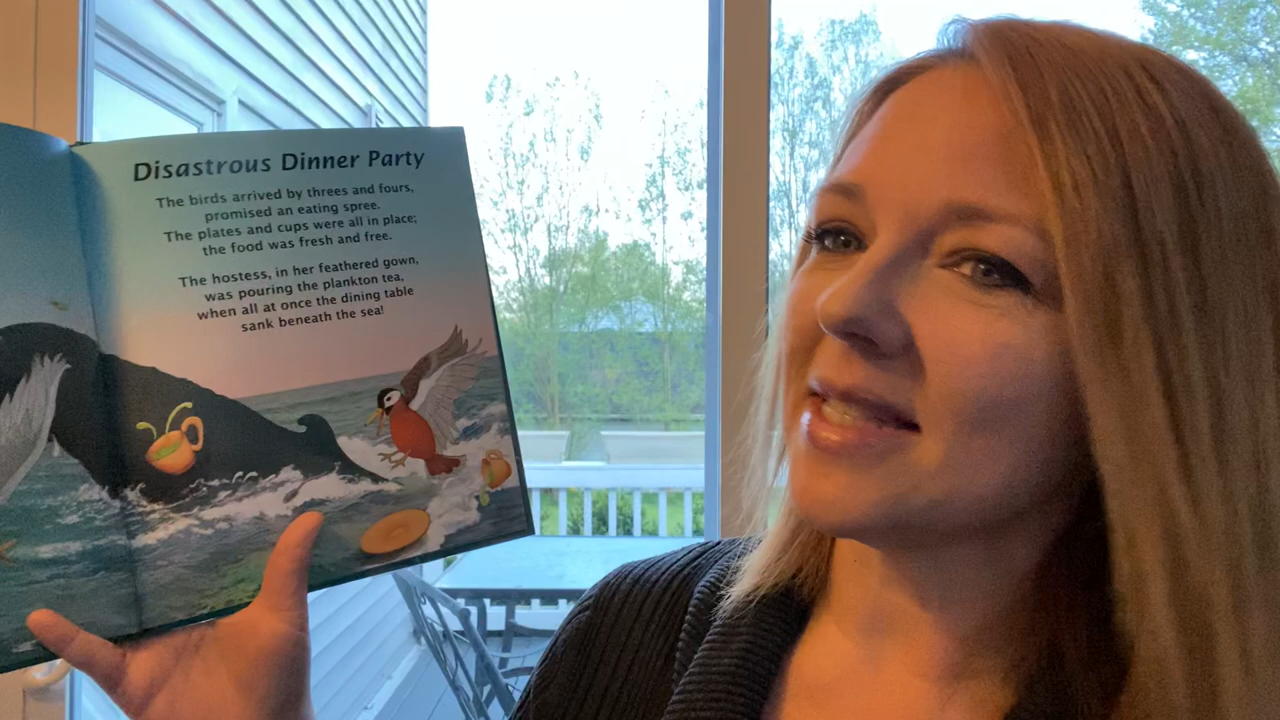 Disastrous Dinner Party
The birds arrived by threes and fours,
promised an eating spree.
The plates and cups were all in place;
the food was fresh and free.
The hostess, in her feathered gown,
was pouring the plankton tea,
when all at once the dining table
sank beneath the sea!